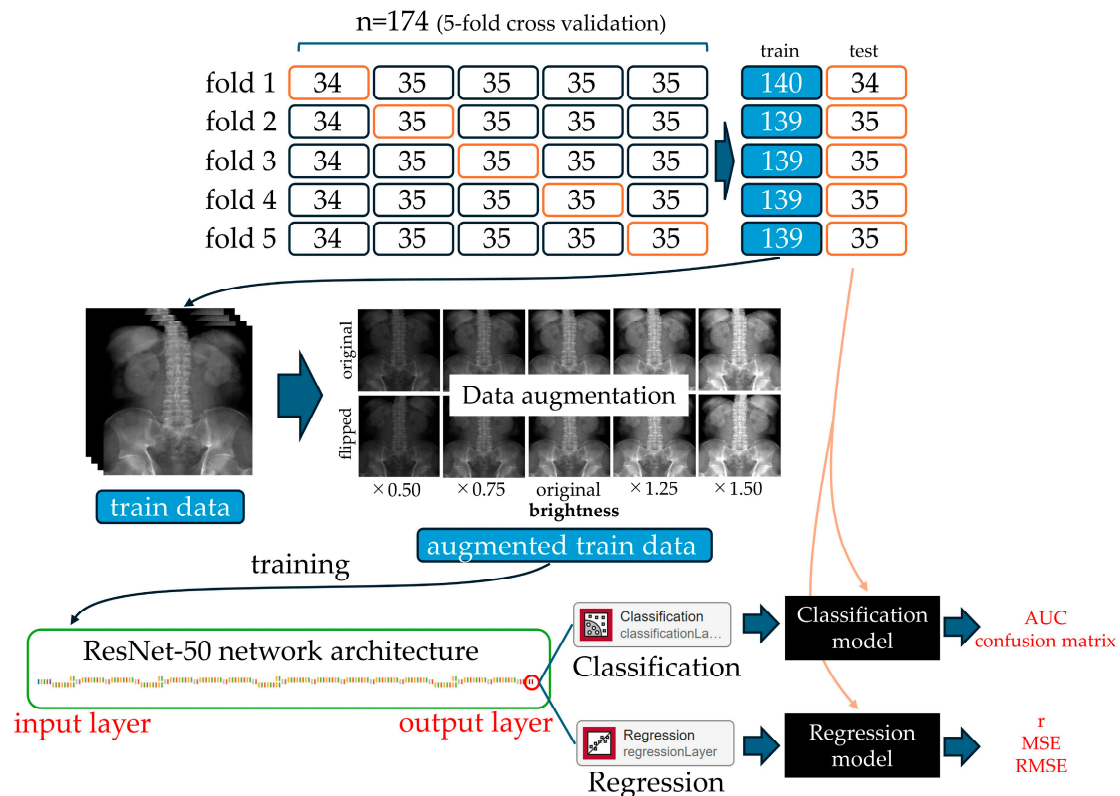 n=174 (5-fold cross validation)
train test
fold 1 34 35 35 35 35 140 34
fold 2 34 35 35 35 35 139 35
fold 3 34 35 35 35 35 139 35
fold 4 34 35 35 35 35 139 35
fold 5 34 35 35 35 35 139 35
original
Data augmentation
flipped
×0.50 ×0.75 original ×1.25 ×1.50
brightness
train data
augmented train data
training
ResNet-50 network architecture
input layer output layer
Classification
classificationLa...
Classification
Classification
model
AUC
confusion matrix
Regression
regressionLayer
Regression
Regression
model
r
MSE
RMSE